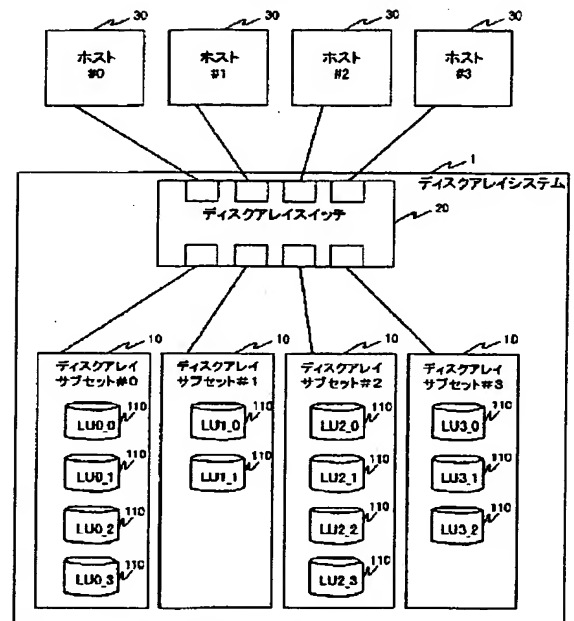 30 30 30 30
ホスト
#0
ホスト
#1
ホスト
#2
ホスト
#3
1
ディスクアレイシステム
ディスクアレイスイッチ
20
10 10 10 10
ディスクアレイ
サブセット#0
LU0_0 110
LU0_1 110
LU0_2 110
LU0_3 110
ディスクアレイ
サブセット#1
LU1_0 110
LU1_1 110
ディスクアレイ
サブセット#2
LU2_0 110
LU2_1 110
LU2_2 110
LU2_3 110
ディスクアレイ
サブセット#3
LU3_0 110
LU3_1 110
LU3_2 110